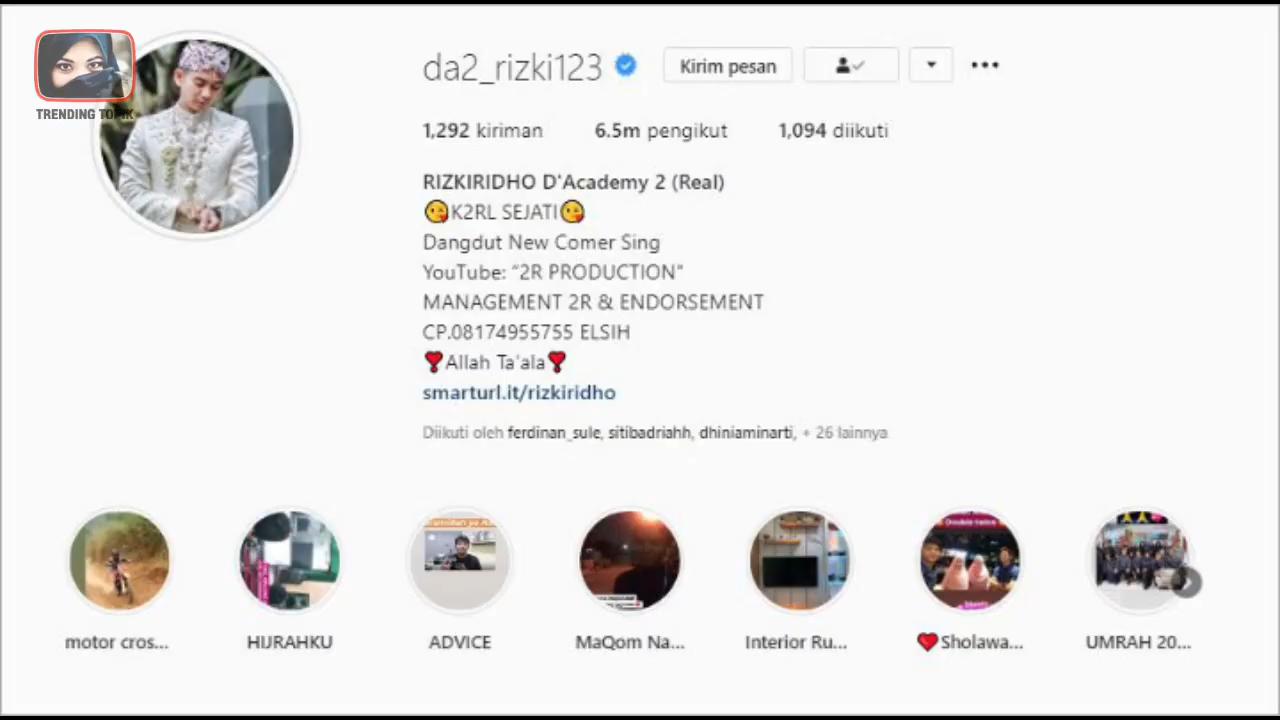 TRENDING TOPIK
da2_rizki123 Kirim pesan
1,292 kiriman 6.5m pengikut 1,094 diikuti
RIZKIRIDHO D'Academy 2 (Real)
😘K2RL SEJATI😘
Dangdut New Comer Sing
YouTube: "2R PRODUCTION"
MANAGEMENT 2R & ENDORSEMENT
CP.08174955755 ELSIH
❣Allah Ta'ala❣
smarturl.it/rizkiridho
Diikuti oleh ferdinan_sule, sitibadriahh, dhiniaminarti, + 26 lainnya
motor cros... HIJRAHKU ADVICE MaQom Na... Interior Ru... ❤Sholawa... UMRAH 20...